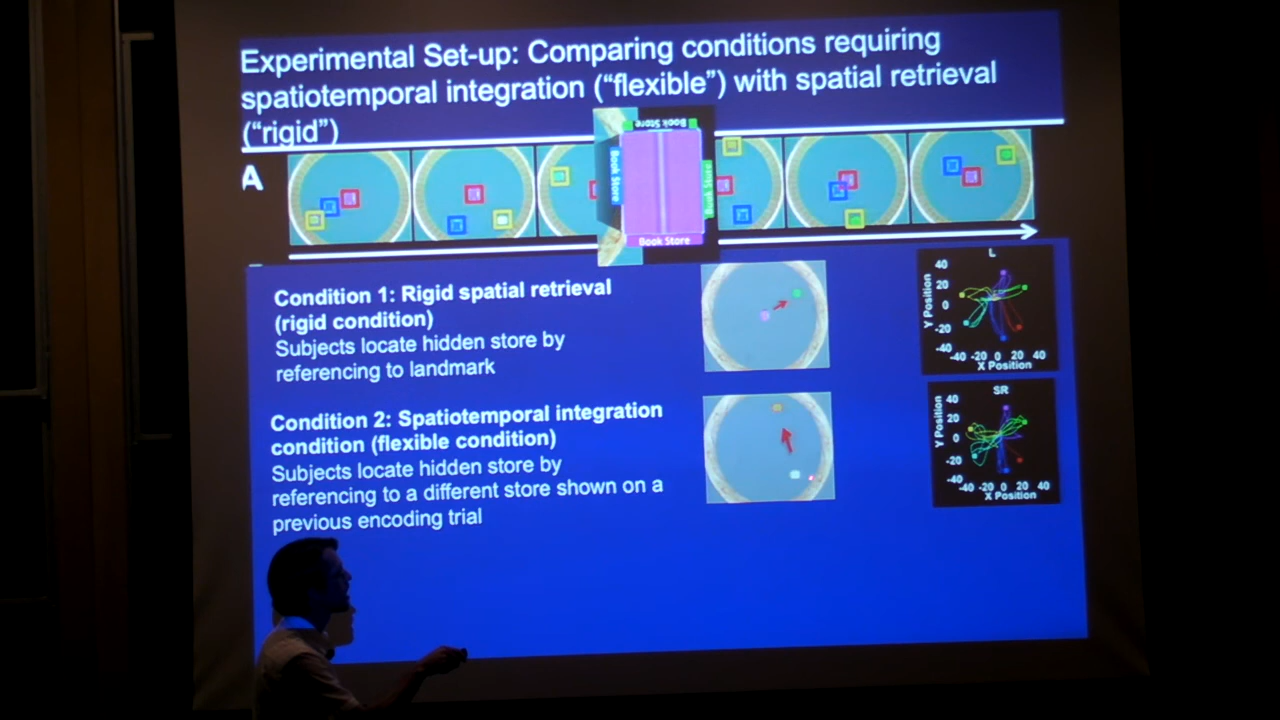 Experimental Set-up: Comparing conditions requiring
spatiotemporal integration ("flexible") with spatial retrieval
("rigid")
A
Book Store
Book Store
Book Store
Book Store
Condition 1: Rigid spatial retrieval
(rigid condition)
Subjects locate hidden store by
referencing to landmark
L
Y Position
40
20
0
-20
-40
-40 -20 0 20 40
X Position
Condition 2: Spatiotemporal integration
condition (flexible condition)
Subjects locate hidden store by
referencing to a different store shown on a
previous encoding trial
SR
Y Position
40
20
0
-20
-40
-40 -20 0 20 40
X Position